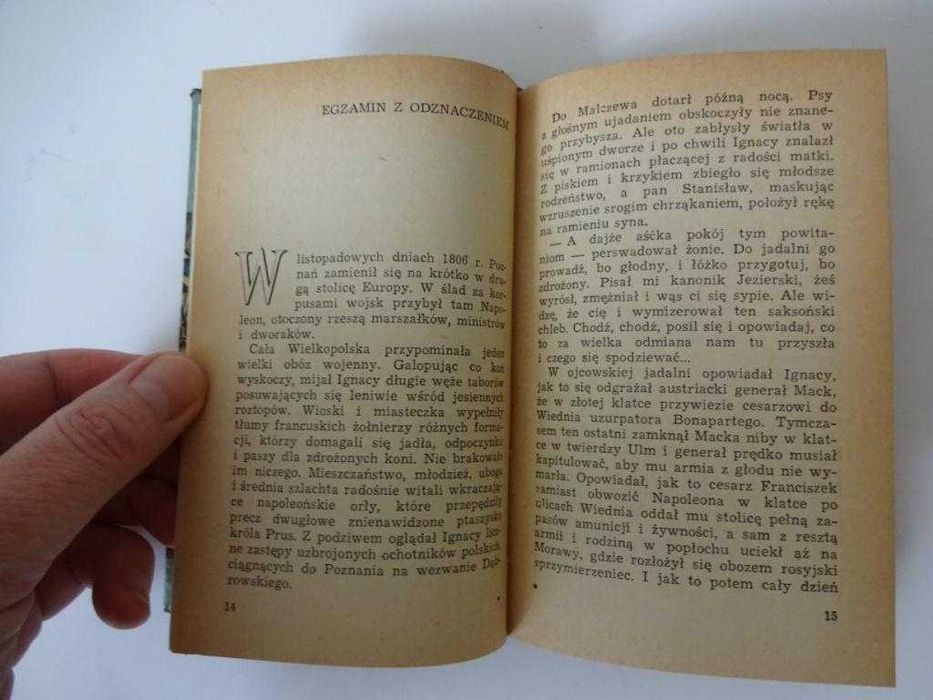 EGZAMIN Z ODZNACZENIEM
W listopadowych dniach 1806 r. Poz-
nań zamienił się na krótko w dru-
gą stolicę Europy. W ślad za kor-
pusami wojsk przybył tam Napo-
leon, otoczony rzeszą marszałków, ministrów
i dworaków.
Cała Wielkopolska przypominała jeden
wielki obóz wojenny. Galopując co koń
wyskoczy, mijał Ignacy długie węże taborów
posuwających się leniwie wśród jesiennych
roztopów. Wioski i miasteczka wypełniły
tłumy francuskich żołnierzy różnych forma-
cji, którzy domagali się jadła, odpoczynku
i paszy dla zdrożonych koni. Nie brakowało
im niczego. Mieszczaństwo, młodzież, uboga
i średnia szlachta radośnie witali wkraczają-
ce napoleońskie orły, które przepędziły
precz dwugłowe znienawidzone ptaszyska
króla Prus. Z podziwem oglądał Ignacy licz-
ne zastępy uzbrojonych ochotników polskich,
ciągnących do Poznania na wezwanie Dąb-
rowskiego.
14
Do Malczewa dotarł późną nocą. Psy
z głośnym ujadaniem obskoczyły nie znane-
go przybysza. Ale oto zabłysły światła w
uśpionym dworze i po chwili Ignacy znalazł
się w ramionach płaczącej z radości matki.
Z piskiem i krzykiem zbiegło się młodsze
rodzeństwo, a pan Stanisław, maskując
wzruszenie srogim chrząkaniem, położył rękę
na ramieniu syna.
— A dajże aśćka pokój tym powita-
niom — perswadował żonie. Do jadalni go
prowadź, bo głodny, i łóżko przygotuj, bo
zdrożony. Pisał mi kanonik Jezierski, żeś
wyrósł, zmężniał i wąs ci się sypie. Ale wi-
dzę, że cię i wymizerował ten saksoński
chleb. Chodź, chodź, posil się i opowiadaj, co
to za wielka odmiana nam tu przyszła
i czego się spodziewać...
W ojcowskiej jadalni opowiadał Ignacy,
jak to się odgrażał austriacki generał Mack,
że w złotej klatce przywiezie cesarzowi do
Wiednia uzurpatora Bonapartego. Tymcza-
sem ten ostatni zamknął Macka niby w klat-
ce w twierdzy Ulm i generał prędko musiał
kapitulować, aby mu armia z głodu nie wy-
marła. Opowiadał, jak to cesarz Franciszek
zamiast obwozić Napoleona w klatce po
ulicach Wiednia oddał mu stolicę pełną za-
pasów amunicji i żywności, a sam z resztą
armii i rodziną w popłochu uciekł aż na
Morawy, gdzie rozłożył się obozem rosyjski
sprzymierzeniec. I jak to potem cały dzień
15